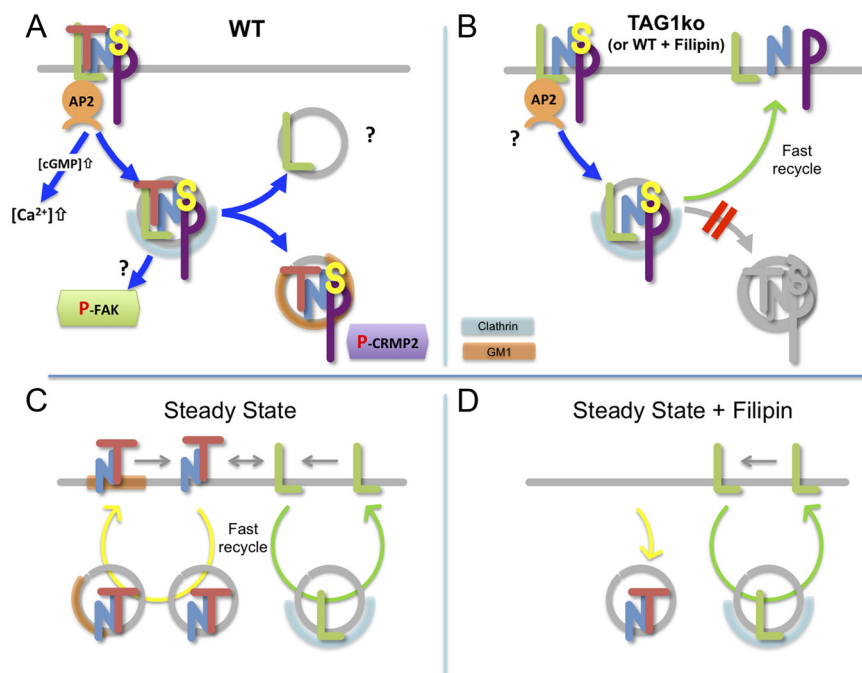 A
WT
T
N
S
L
P
AP2
[cGMP]⇧
[Ca²⁺]⇧
T
N
S
L
P
L
?
?
P-FAK
T
N
S
P
P-CRMP2
B
TAG1ko
(or WT + Filipin)
L
N
S
P
AP2
?
L
N
P
Fast
recycle
L
N
S
P
T
N
S
P
Clathrin
GM1
C
Steady State
N
T
N
T
L
L
Fast
recycle
N
T
N
T
L
D
Steady State + Filipin
L
L
N
T
L